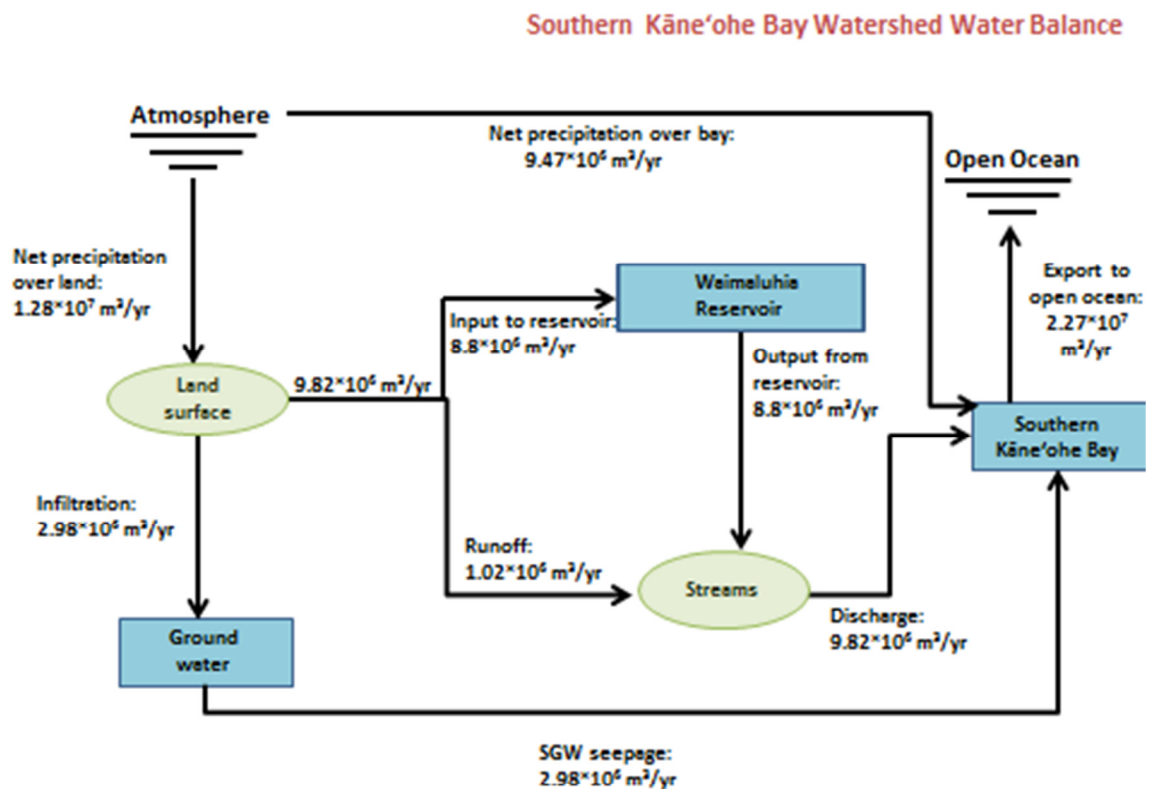 Southern Kāneʻohe Bay Watershed Water Balance
Atmosphere
Net precipitation over bay:
9.47*10⁶ m³/yr
Open Ocean
Net precipitation
over land:
1.28*10⁷ m³/yr
Waimaluhia
Reservoir
Export to
open ocean:
2.27*10⁷
m³/yr
Input to reservoir:
8.8*10⁶ m³/yr
Output from
reservoir:
8.8*10⁶ m³/yr
Land
surface
9.82*10⁶ m³/yr
Southern
Kāneʻohe Bay
Infiltration:
2.98*10⁶ m³/yr
Runoff:
1.02*10⁶ m³/yr
Streams
Discharge:
9.82*10⁶ m³/yr
Ground
water
SGW seepage:
2.98*10⁶ m³/yr